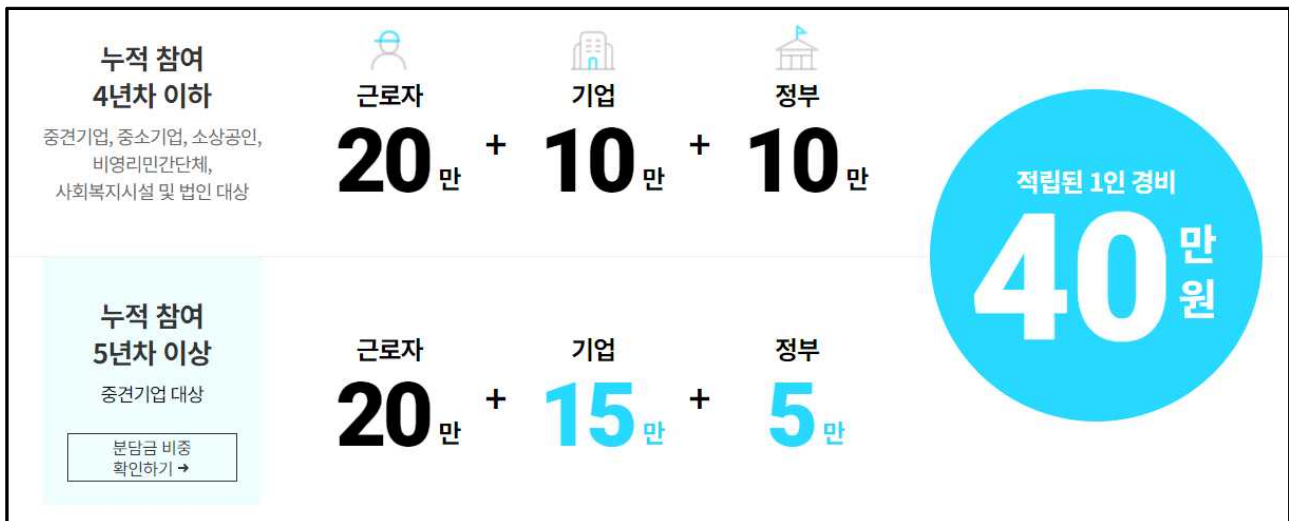 누적 참여
4년차 이하
중견기업, 중소기업, 소상공인,
비영리민간단체,
사회복지시설 및 법인 대상
근로자
20만
+
기업
10만
+
정부
10만
누적 참여
5년차 이상
중견기업 대상
분담금 비중
확인하기 →
근로자
20만
+
기업
15만
+
정부
5만
적립된 1인 경비
40만원